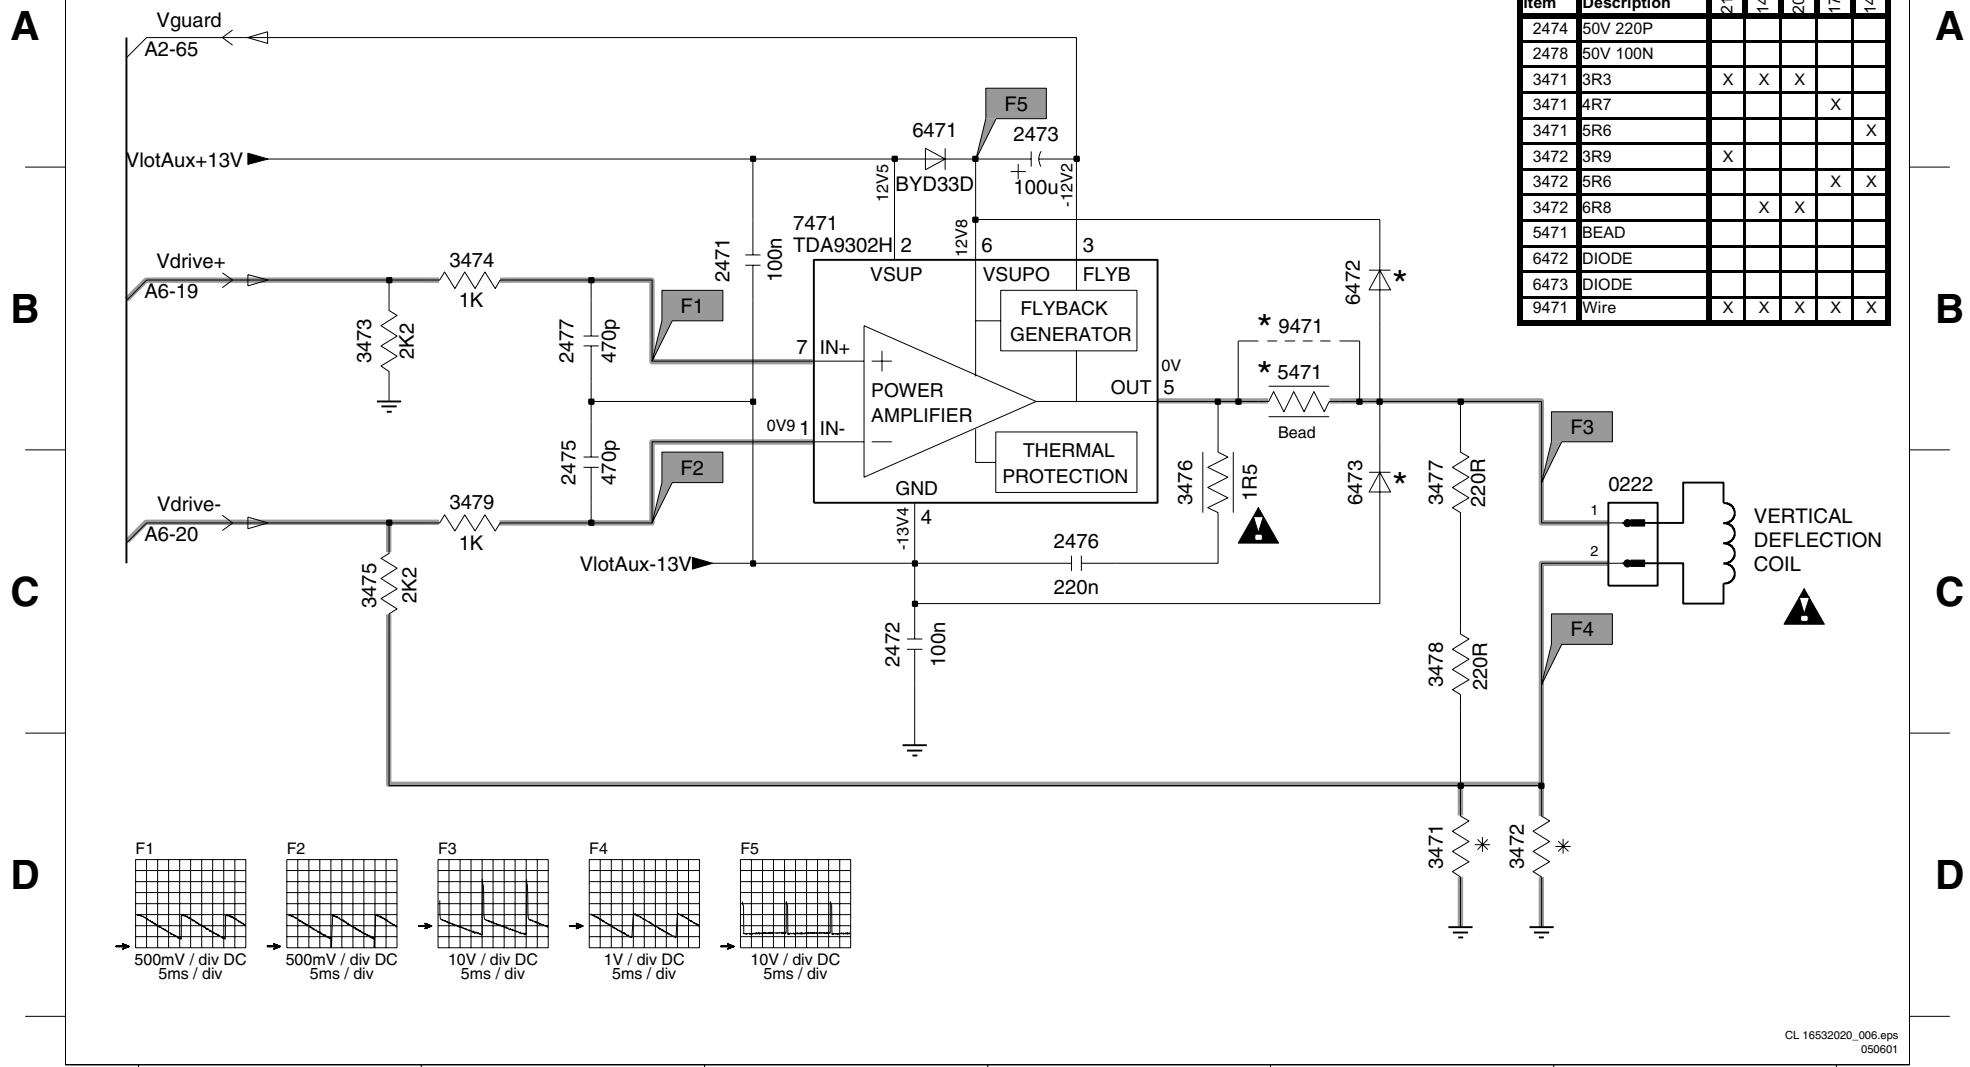 A
A
Vguard
A2-65
Item Description
2474 50V 220P
2478 50V 100N
3471 3R3 X X X
3471 4R7 X
3471 5R6 X
3472 3R9 X
3472 5R6 X X
3472 6R8 X X
5471 BEAD
6472 DIODE
6473 DIODE
9471 Wire X X X X X
F5
6471
2473
VlotAux+13V
BYD33D
+
100u
12V5
-12V2
12V8
7471
TDA9302H
2
6
3
2471
100n
VSUP
VSUPO
FLYB
FLYBACK
GENERATOR
B
B
Vdrive+
A6-19
3474
1K
3473
2K2
2477
470p
F1
7
IN+
+
POWER
AMPLIFIER
OUT
0V
5
0V9
1
IN-
−
THERMAL
PROTECTION
GND
4
-13V4
* 9471
* 5471
Bead
6472
*
2475
470p
F2
3476
1R5
6473
*
3477
220R
F3
0222
1
2
VERTICAL
DEFLECTION
COIL
C
C
Vdrive-
A6-20
3479
1K
3475
2K2
VlotAux-13V
2476
220n
2472
100n
3478
220R
F4
D
D
3471
*
3472
*
F1
500mV / div DC
5ms / div
F2
500mV / div DC
5ms / div
F3
10V / div DC
5ms / div
F4
1V / div DC
5ms / div
F5
10V / div DC
5ms / div
CL 16532020_006.eps
050601